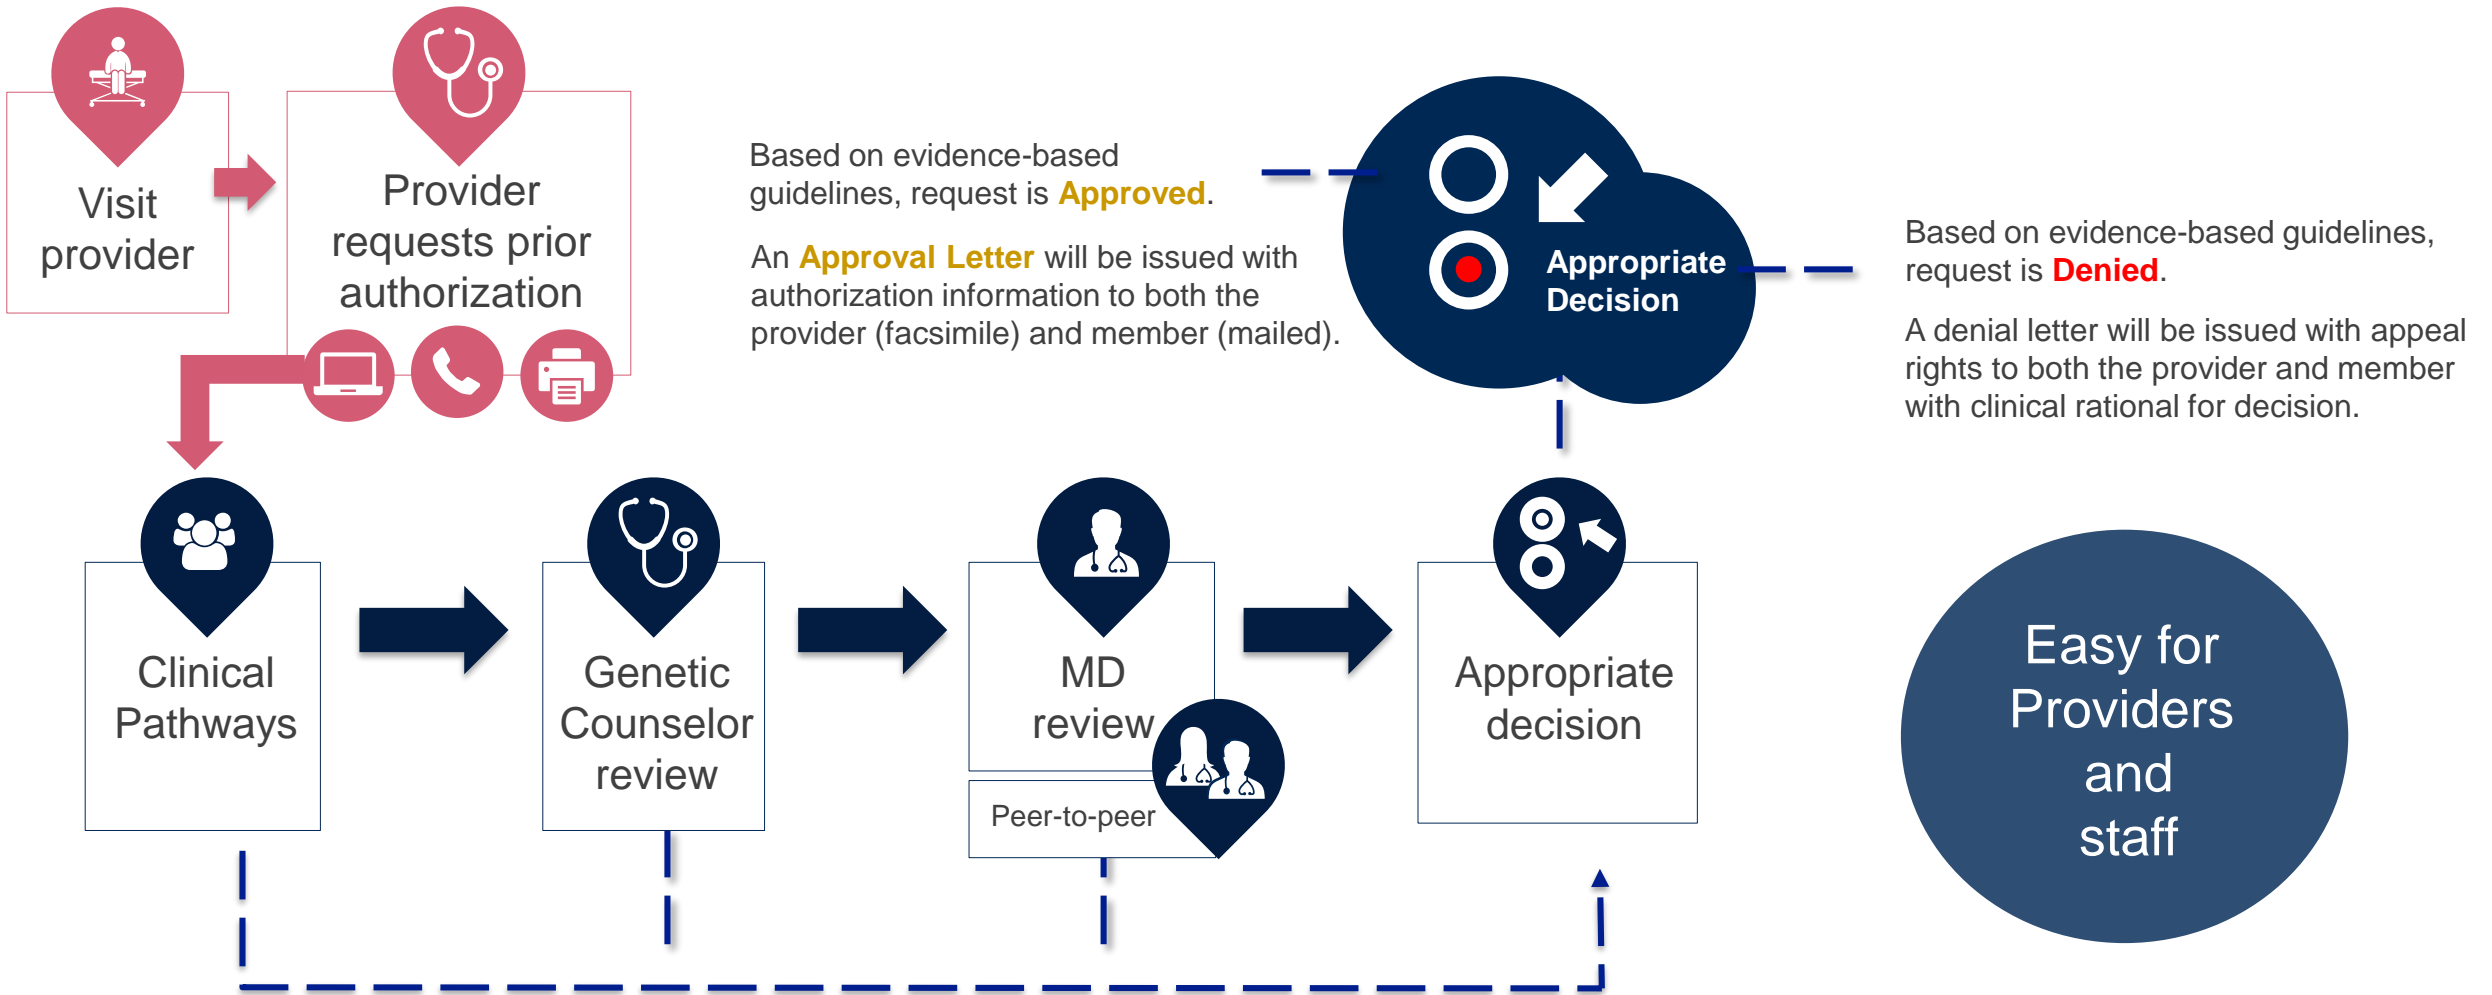 Visit
provider
Provider
requests prior
authorization
Based on evidence-based
guidelines, request is Approved.
An Approval Letter will be issued with
authorization information to both the
provider (facsimile) and member (mailed).
Appropriate
Decision
Based on evidence-based guidelines,
request is Denied.
A denial letter will be issued with appeal
rights to both the provider and member
with clinical rational for decision.
Clinical
Pathways
Genetic
Counselor
review
MD
review
Peer-to-peer
Appropriate
decision
Easy for
Providers
and
staff